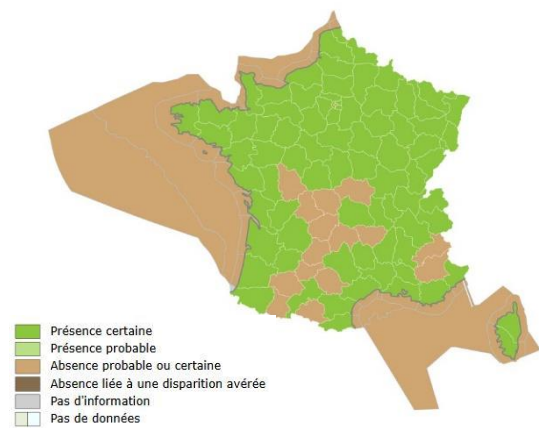 Présence certaine
Présence probable
Absence probable ou certaine
Absence liée à une disparition avérée
Pas d'information
Pas de données